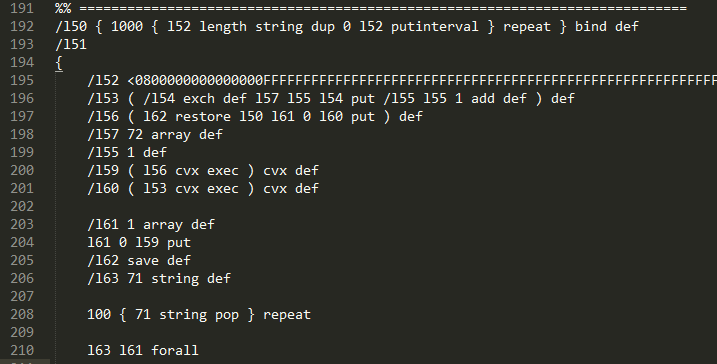 191 %% ============================================================================
192 /l50 { 1000 { l52 length string dup 0 l52 putinterval } repeat } bind def
193 /l51
194 {
195 /l52 <0800000000000000FFFFFFFFFFFFFFFFFFFFFFFFFFFFFFFFFFFFFFFFFFFFFFFFFFFFFFFFF
196 /l53 ( /l54 exch def l57 l55 l54 put /l55 l55 1 add def ) def
197 /l56 ( l62 restore l50 l61 0 l60 put ) def
198 /l57 72 array def
199 /l55 1 def
200 /l59 ( l56 cvx exec ) cvx def
201 /l60 ( l53 cvx exec ) cvx def
202
203 /l61 1 array def
204 l61 0 l59 put
205 /l62 save def
206 /l63 71 string def
207
208 100 { 71 string pop } repeat
209
210 l63 l61 forall